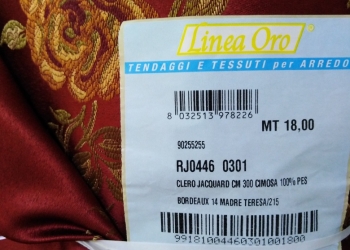 Linea Oro
TENDAGGI E TESSUTI per ARREDO
8 032513 978226
MT 18,00
90255255
RJ0446 0301
CLERO JACQUARD CM 300 CIMOSA 100% PES
BORDEAUX 14 MADRE TERESA/215
99181004460301001800